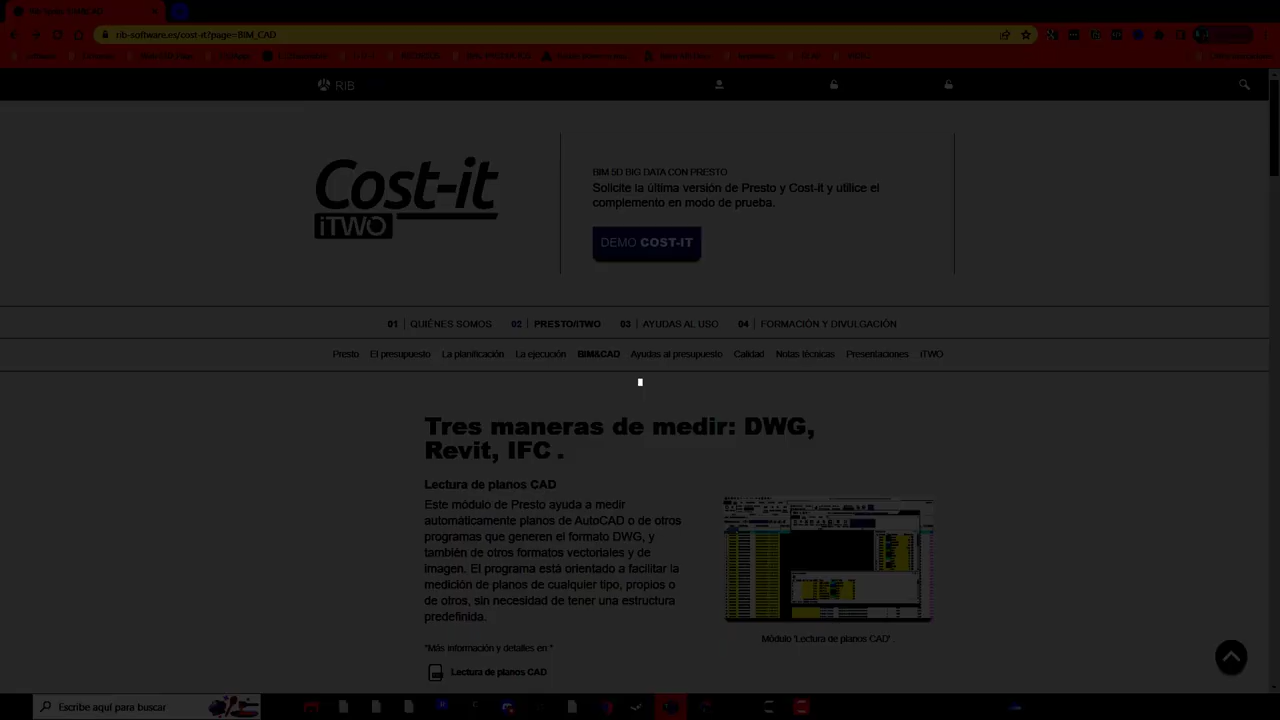 rib-software.es/cost-it?page=BIM_CAD
RIB
Cost-it
iTWO
BIM 5D BIG DATA CON PRESTO
Solicite la última versión de Presto y Cost-it y utilice el
complemento en modo de prueba.
DEMO COST-IT
01 QUIÉNES SOMOS 02 PRESTO/ITWO 03 AYUDAS AL USO 04 FORMACIÓN Y DIVULGACIÓN
Presto El presupuesto La planificación La ejecución BIM&CAD Ayudas al presupuesto Calidad Notas técnicas Presentaciones iTWO
Tres maneras de medir: DWG,
Revit, IFC .
Lectura de planos CAD
Este módulo de Presto ayuda a medir
automáticamente planos de AutoCAD o de otros
programas que generen el formato DWG, y
también de otros formatos vectoriales y de
imagen. El programa está orientado a facilitar la
medición de planos de cualquier tipo, propios o
de otros, sin necesidad de tener una estructura
predefinida.
Módulo 'Lectura de planos CAD' .
"Más información y detalles en "
Lectura de planos CAD
Escribe aquí para buscar